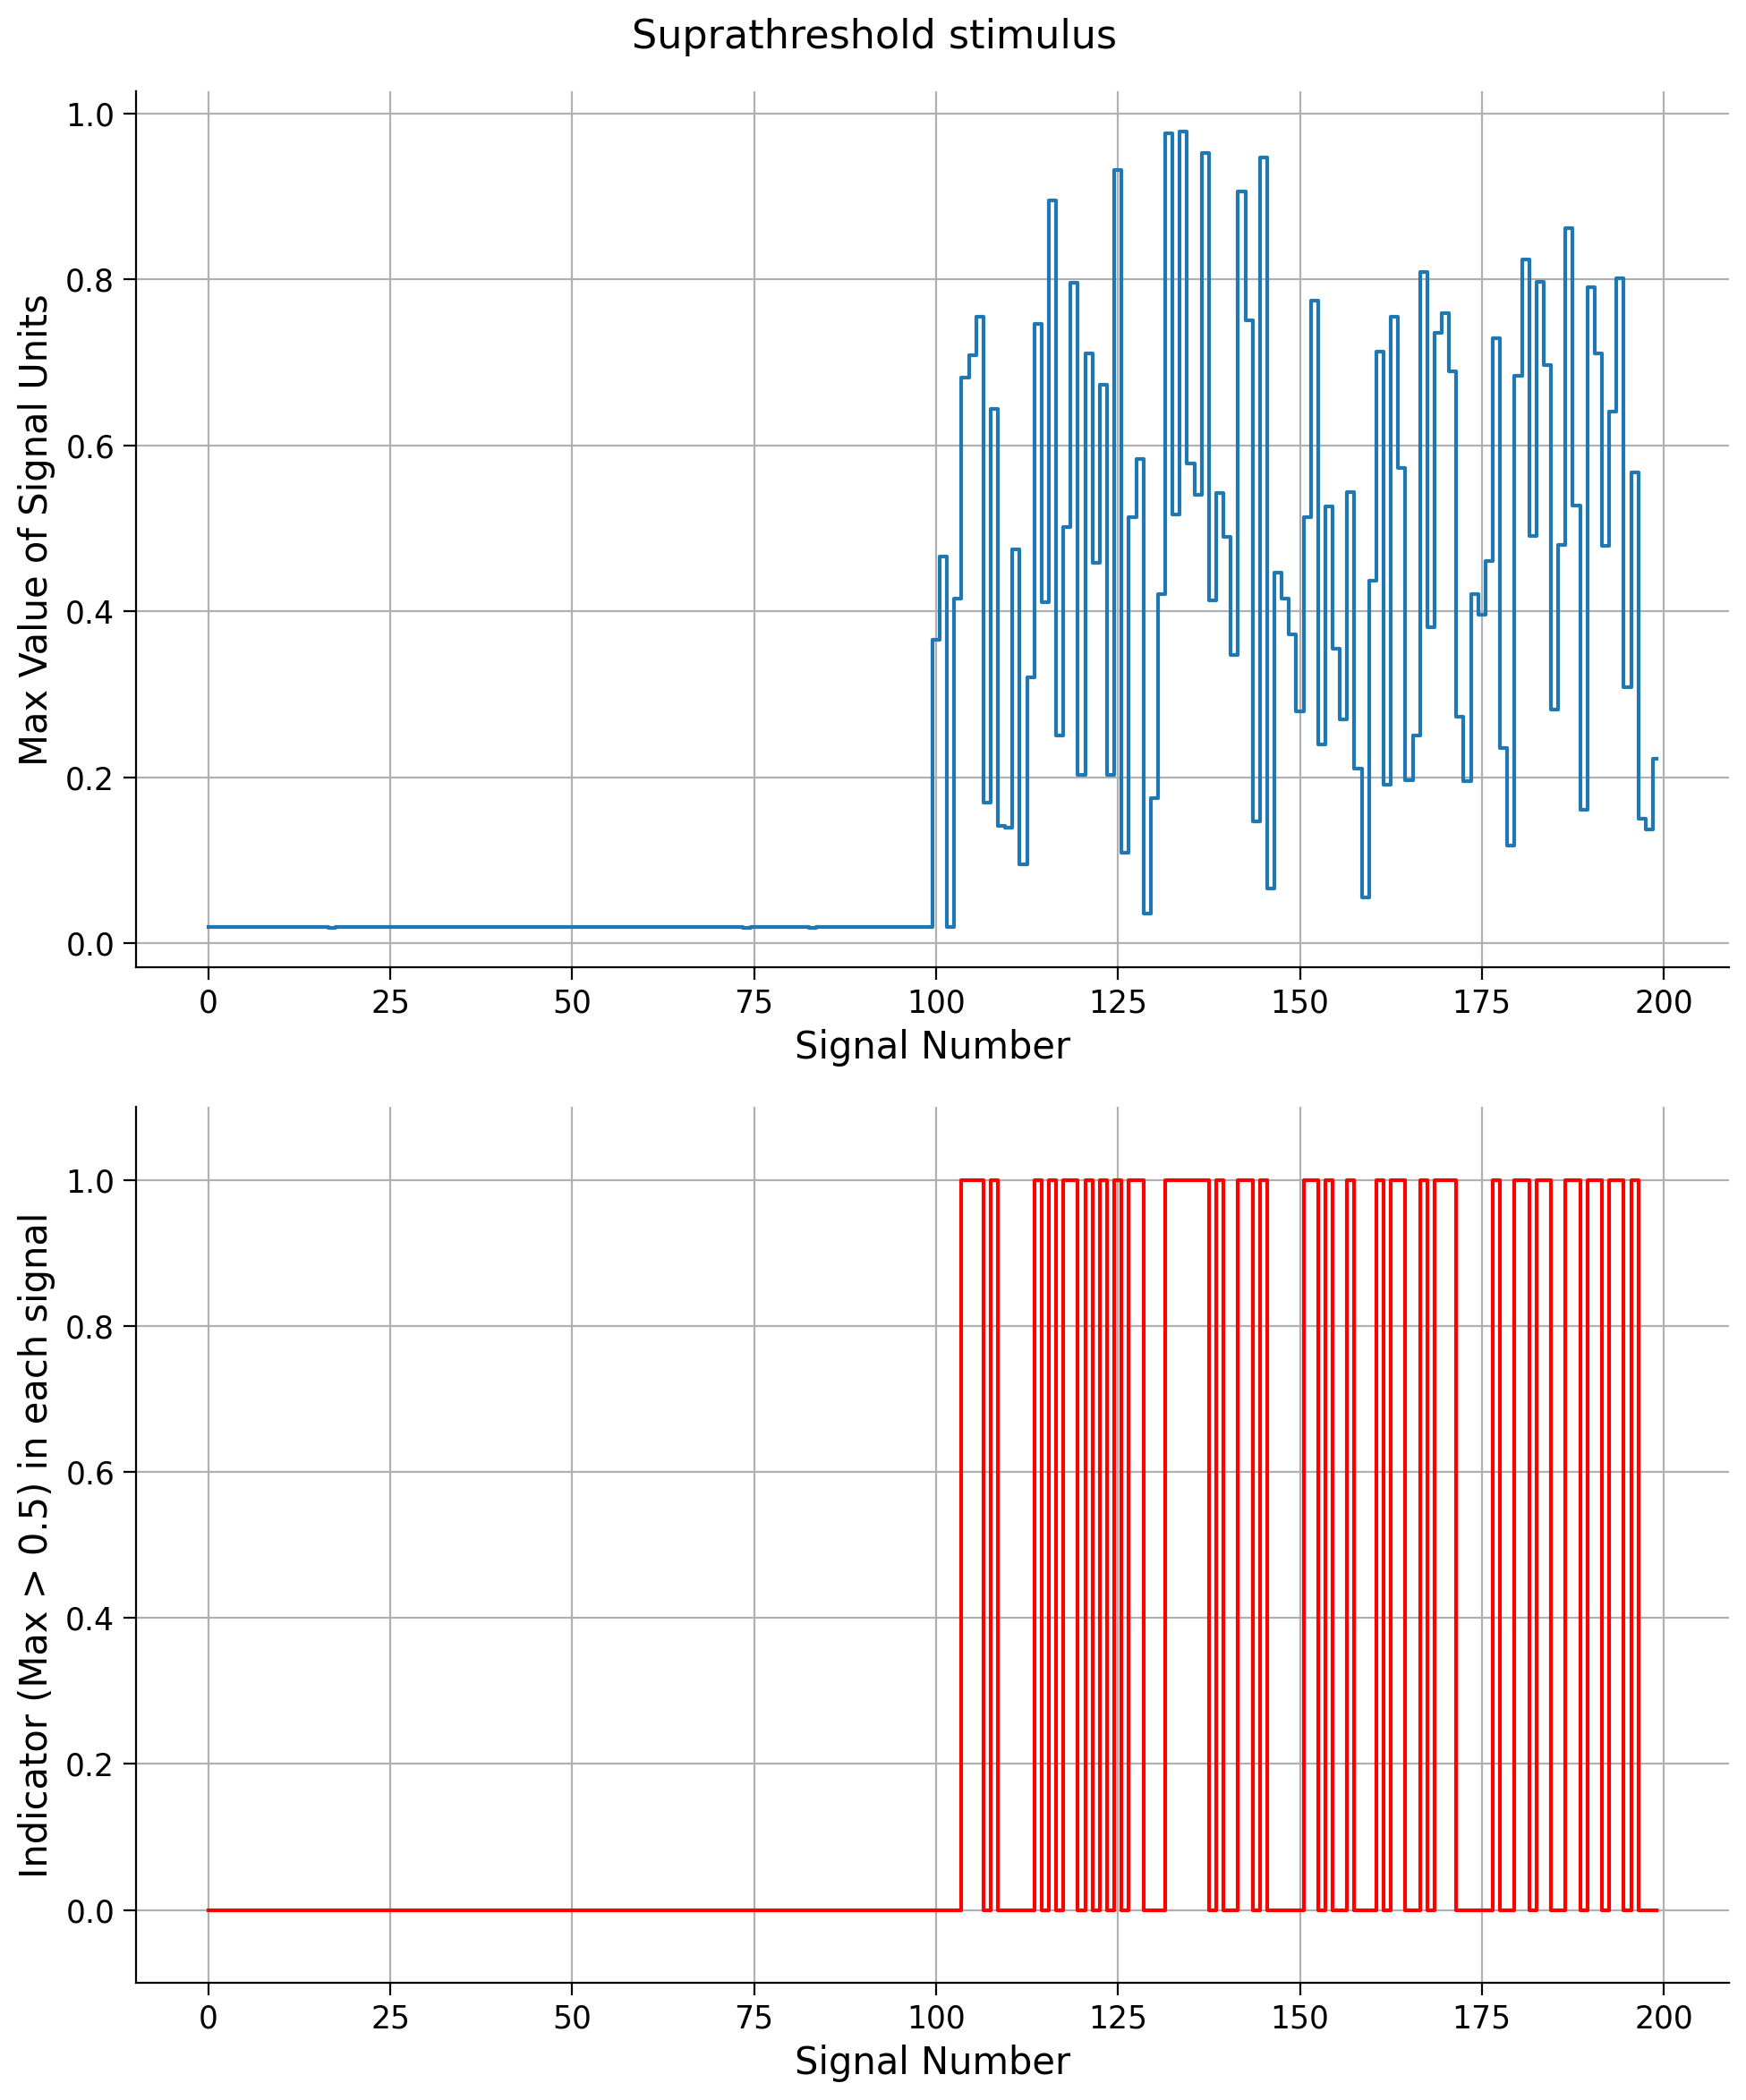 Suprathreshold stimulus
Max Value of Signal Units
1.0
0.8
0.6
0.4
0.2
0.0
0 25 50 75 100 125 150 175 200
Signal Number
Indicator (Max > 0.5) in each signal
1.0
0.8
0.6
0.4
0.2
0.0
0 25 50 75 100 125 150 175 200
Signal Number